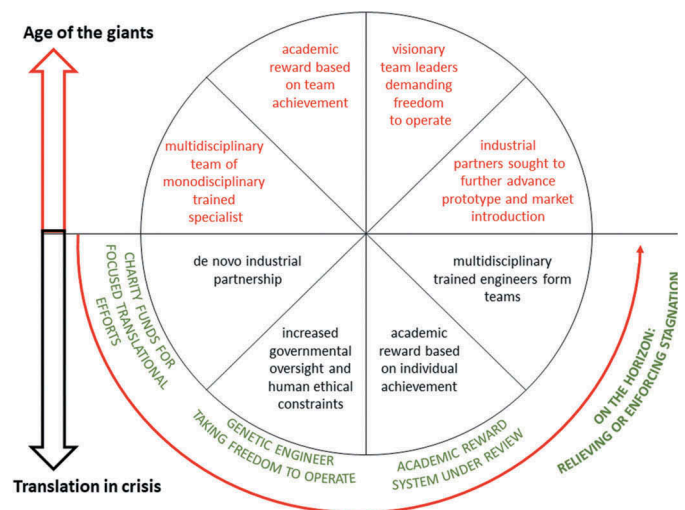 Age of the giants
academic
reward based
on team
achievement
visionary
team leaders
demanding
freedom
to operate
multidisciplinary
team of
monodisciplinary
trained
specialist
industrial
partners sought to
further advance
prototype and market
introduction
de novo industrial
partnership
multidisciplinary
trained engineers form
teams
increased
governmental
oversight and
human ethical
constraints
academic
reward based
on individual
achievement
CHARITY FUNDS FOR
FOCUSED TRANSLATIONAL
EFFORTS
GENETIC ENGINEER
TAKING FREEDOM TO OPERATE
ACADEMIC REWARD
SYSTEM UNDER REVIEW
ON THE HORIZON:
RELIEVING OR ENFORCING STAGNATION
Translation in crisis